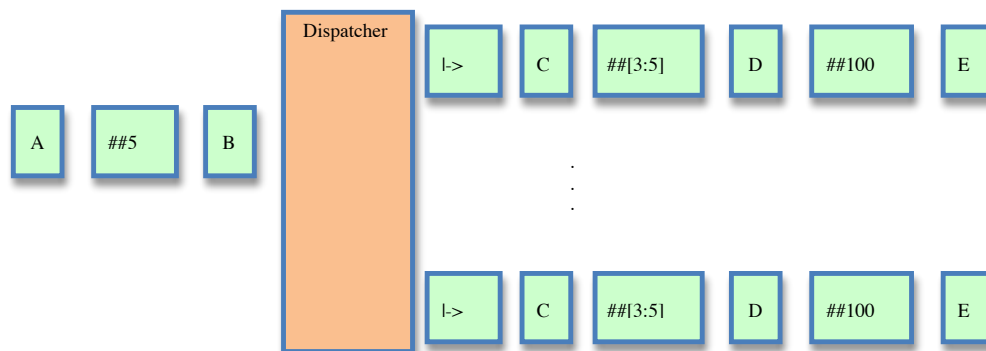 Dispatcher
|-> C ##[3:5] D ##100 E
A ##5 B
.
.
.
|-> C ##[3:5] D ##100 E